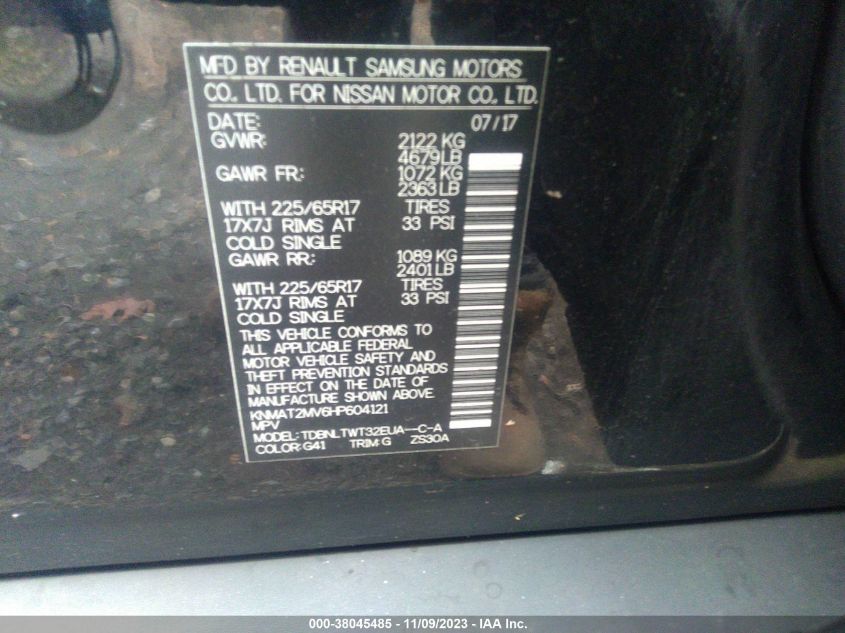 MFD BY RENAULT SAMSUNG MOTORS
CO., LTD. FOR NISSAN MOTOR CO., LTD.
DATE: 07/17
GVWR: 2122 KG
4679LB
GAWR FR: 1072 KG
2363 LB
WITH 225/65R17 TIRES
17X7J RIMS AT 33 PSI
COLD SINGLE
GAWR RR: 1089 KG
2401 LB
WITH 225/65R17 TIRES
17X7J RIMS AT 33 PSI
COLD SINGLE
THIS VEHICLE CONFORMS TO
ALL APPLICABLE FEDERAL
MOTOR VEHICLE SAFETY AND
THEFT PREVENTION STANDARDS
IN EFFECT ON THE DATE OF
MANUFACTURE SHOWN ABOVE.
KNMAT2MV6HP604121
MPV
MODEL: TDBNLTWT32EUA--C-A
COLOR: G41 TRIM: G ZS30A
000-38045485 - 11/09/2023 - IAA Inc.